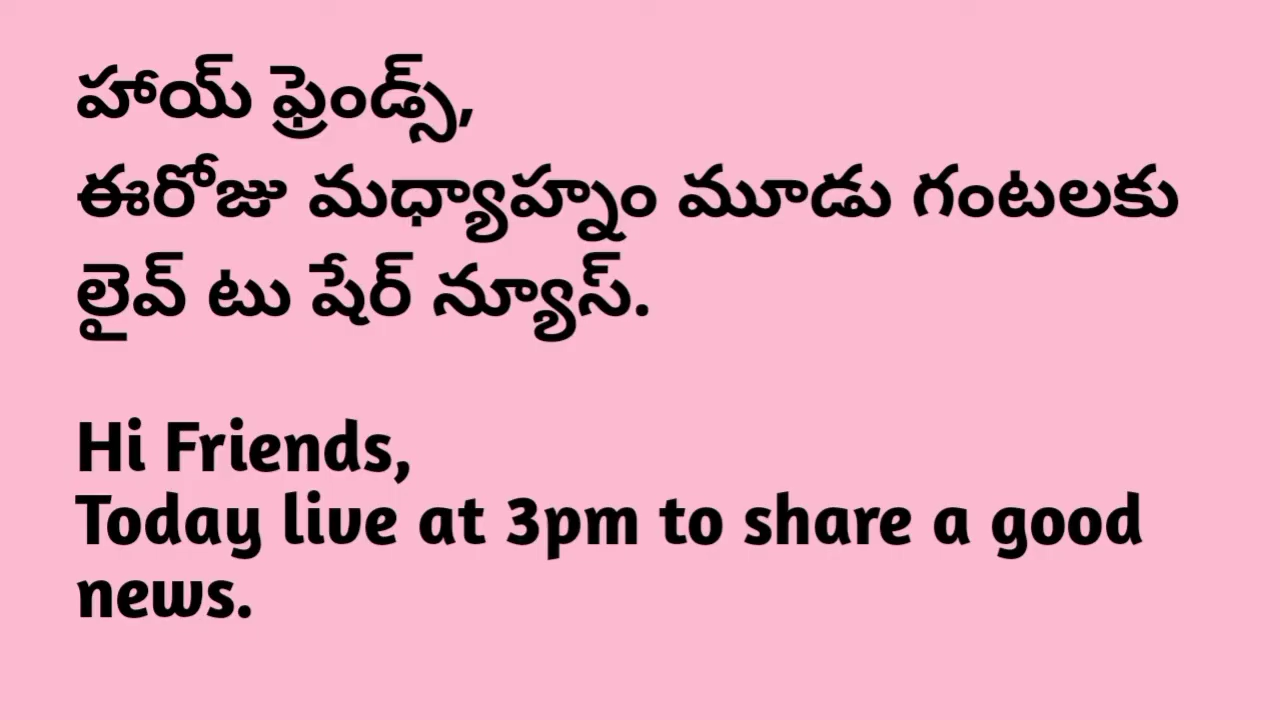 హాయ్ ఫ్రెండ్స్,
ఈరోజు మధ్యాహ్నం మూడు గంటలకు
లైవ్ టు షేర్ న్యూస్.
Hi Friends,
Today live at 3pm to share a good
news.